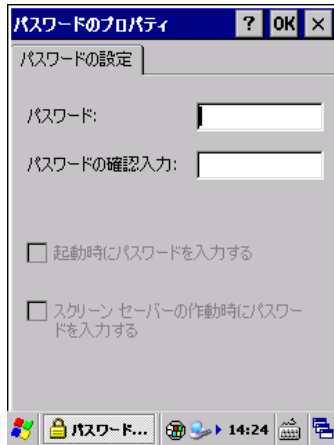 パスワードのプロパティ ? OK ×
パスワードの設定
パスワード:
パスワードの確認入力:
起動時にパスワードを入力する
スクリーン セーバーの作動時にパスワー
ドを入力する
パスワード... 14:24